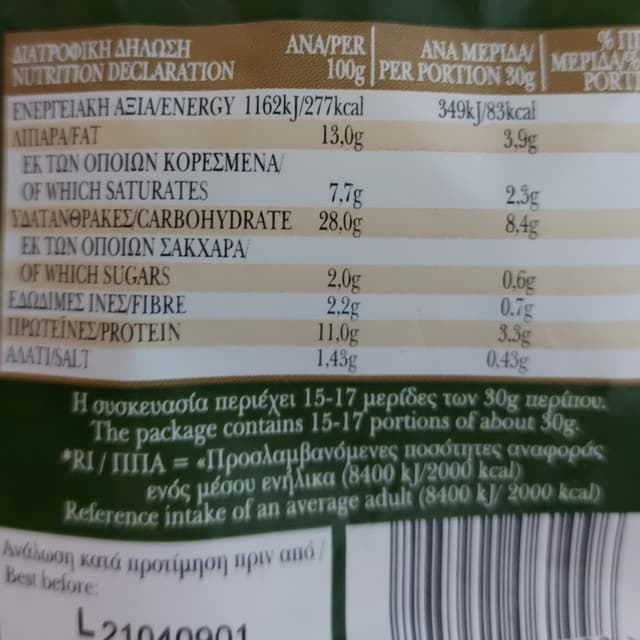 ΔΙΑΤΡΟΦΙΚΗ ΔΗΛΩΣΗ ΑΝΑ/PER ΑΝΑ ΜΕΡΙΔΑ/ %
NUTRITION DECLARATION 100g PER PORTION 30g ΜΕΡΙΔΑ/%
ΕΝΕΡΓΕΙΑΚΗ ΑΞΙΑ/ENERGY 1162kJ/277kcal 349kJ/83kcal
ΛΙΠΑΡΑ/FAT 13,0g 3,9g
ΕΚ ΤΩΝ ΟΠΟΙΩΝ ΚΟΡΕΣΜΕΝΑ/
OF WHICH SATURATES 7,7g 2,3g
ΥΔΑΤΑΝΘΡΑΚΕΣ/CARBOHYDRATE 28,0g 8,4g
ΕΚ ΤΩΝ ΟΠΟΙΩΝ ΣΑΚΧΑΡΑ/
OF WHICH SUGARS 2,0g 0.6g
ΕΔΩΔΙΜΕΣ ΙΝΕΣ/FIBRE 2,2g 0.7g
ΠΡΩΤΕΪΝΕΣ/PROTEIN 11,0g 3.3g
ΑΛΑΤΙ/SALT 1,43g 0,43g
Η συσκευασία περιέχει 15-17 μερίδες των 30g περίπου.
The package contains 15-17 portions of about 30g.
*RI / ΠΠΑ = «Προσλαμβανόμενες ποσότητες αναφοράς
ενός μέσου ενήλικα (8400 kJ/2000 kcal)
Reference intake of an average adult (8400 kJ/ 2000 kcal)
Ανάλωση κατά προτίμηση πριν από /
Best before:
L21040901